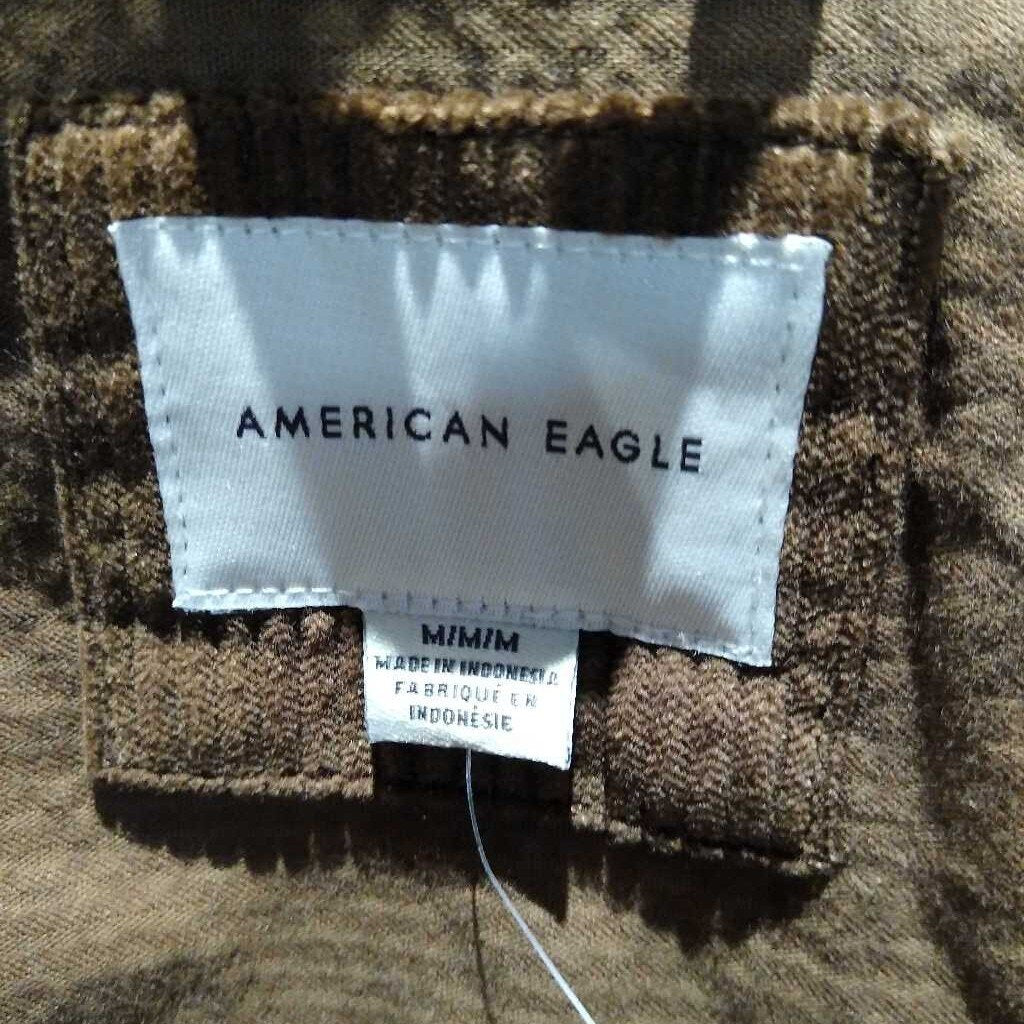 AMERICAN EAGLE
M/M/M
MADE IN INDONESIA
FABRIQUÉ EN
INDONÉSIE